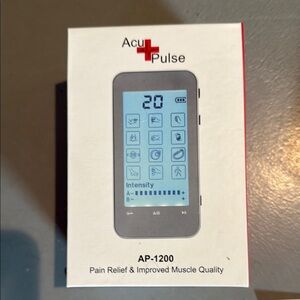 Acu
Pulse
20
Intensity
A-
+
B-
+
A/B
AP-1200
Pain Relief & Improved Muscle Quality